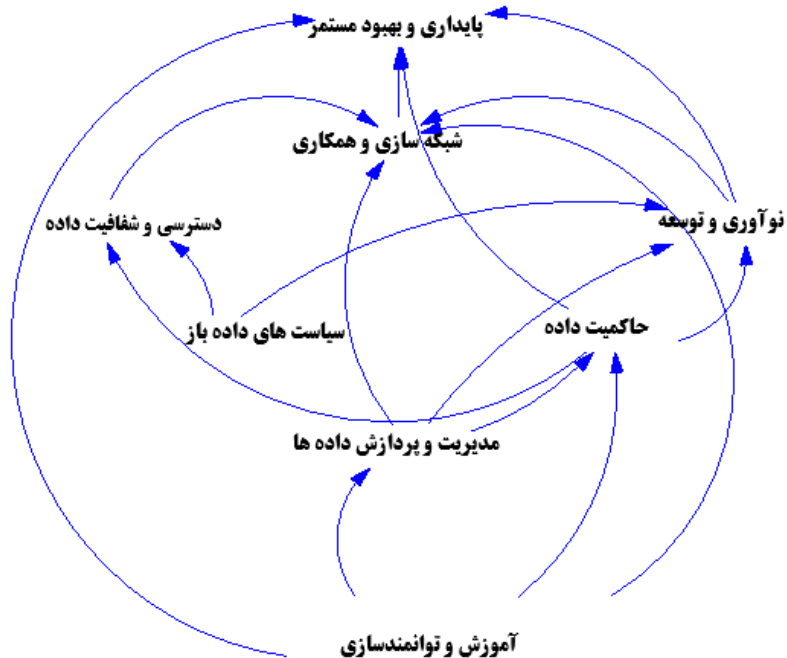 پایداری و بهبود مستمر
شبکه سازی و همکاری
نوآوری و توسعه
دسترسی و شفافیت داده
حاکمیت داده
سیاست های داده باز
مدیریت و پردازش داده ها
آموزش و توانمندسازی